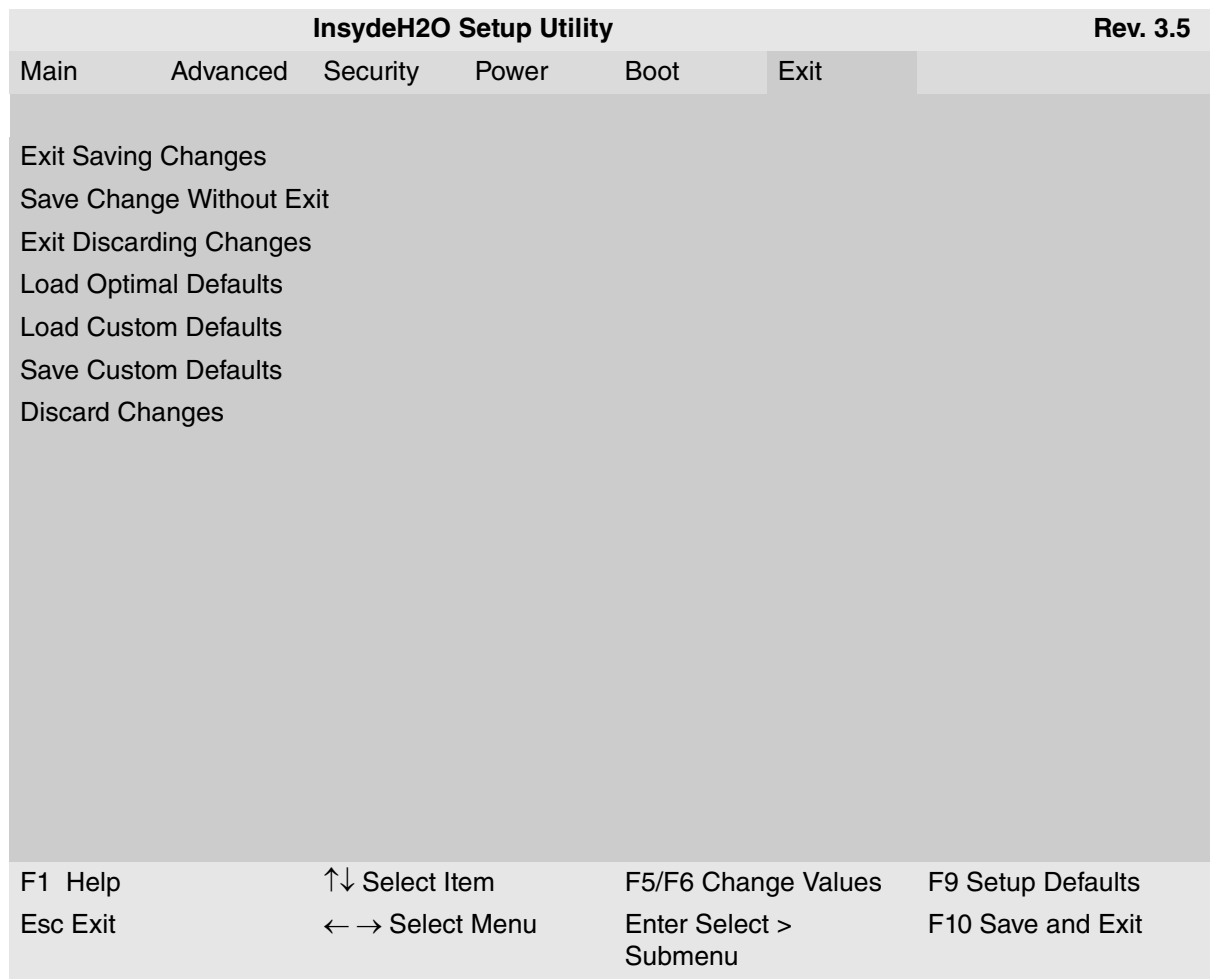 InsydeH2O Setup Utility Rev. 3.5
Main Advanced Security Power Boot Exit
Exit Saving Changes
Save Change Without Exit
Exit Discarding Changes
Load Optimal Defaults
Load Custom Defaults
Save Custom Defaults
Discard Changes
F1 Help ↑↓ Select Item F5/F6 Change Values F9 Setup Defaults
Esc Exit ← → Select Menu Enter Select > F10 Save and Exit
Submenu